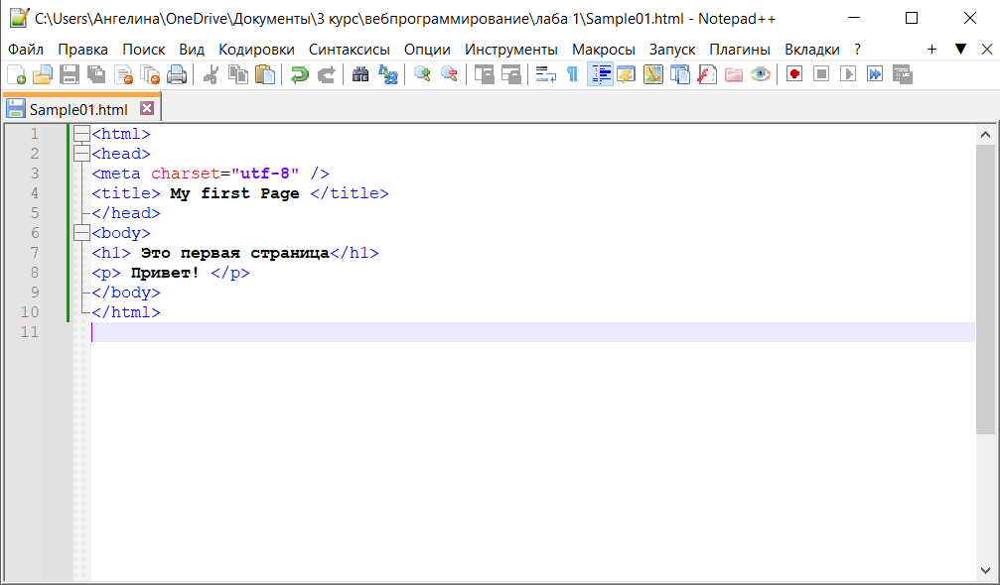 C:\Users\Ангелина\OneDrive\Документы\3 курс\вебпрограммирование\лаба 1\Sample01.html - Notepad++
Файл Правка Поиск Вид Кодировки Синтаксисы Опции Инструменты Макросы Запуск Плагины Вкладки ?
Sample01.html
1 <html>
2 <head>
3 <meta charset="utf-8" />
4 <title> My first Page </title>
5 </head>
6 <body>
7 <h1> Это первая страница</h1>
8 <p> Привет! </p>
9 </body>
10 </html>
11